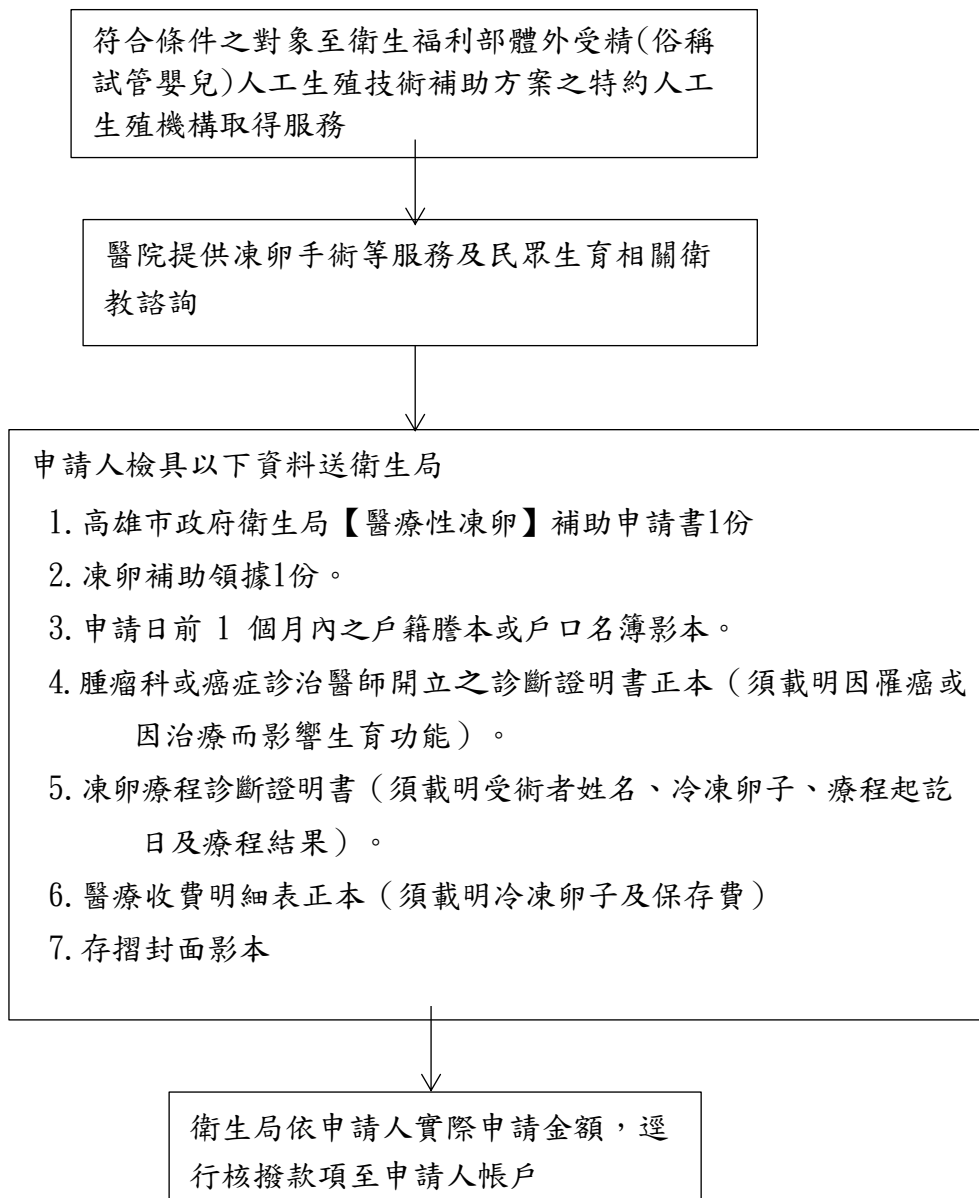 符合條件之對象至衛生福利部體外受精(俗稱
試管嬰兒)人工生殖技術補助方案之特約人工
生殖機構取得服務
醫院提供凍卵手術等服務及民眾生育相關衛
教諮詢
申請人檢具以下資料送衛生局
1.高雄市政府衛生局【醫療性凍卵】補助申請書1份
2.凍卵補助領據1份。
3.申請日前 1 個月內之戶籍謄本或戶口名簿影本。
4.腫瘤科或癌症診治醫師開立之診斷證明書正本（須載明因罹癌或
因治療而影響生育功能）。
5.凍卵療程診斷證明書（須載明受術者姓名、冷凍卵子、療程起訖
日及療程結果）。
6.醫療收費明細表正本（須載明冷凍卵子及保存費）
7.存摺封面影本
衛生局依申請人實際申請金額，逕
行核撥款項至申請人帳戶